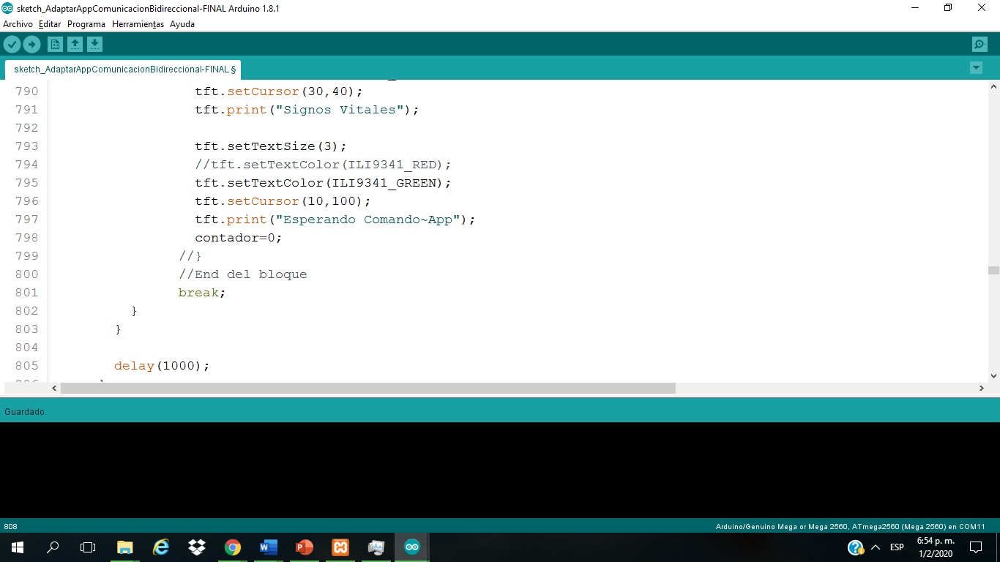 sketch_AdaptarAppComunicacionBidireccional-FINAL Arduino 1.8.1
Archivo Editar Programa Herramientas Ayuda
sketch_AdaptarAppComunicacionBidireccional-FINAL §
790 tft.setCursor(30,40);
791 tft.print("Signos Vitales");
792
793 tft.setTextSize(3);
794 //tft.setTextColor(ILI9341_RED);
795 tft.setTextColor(ILI9341_GREEN);
796 tft.setCursor(10,100);
797 tft.print("Esperando Comando~App");
798 contador=0;
799 //}
800 //End del bloque
801 break;
802 }
803 }
804
805 delay(1000);
Guardado.
808 Arduino/Genuino Mega or Mega 2560, ATmega2560 (Mega 2560) en COM11
ESP 6:54 p. m.
1/2/2020